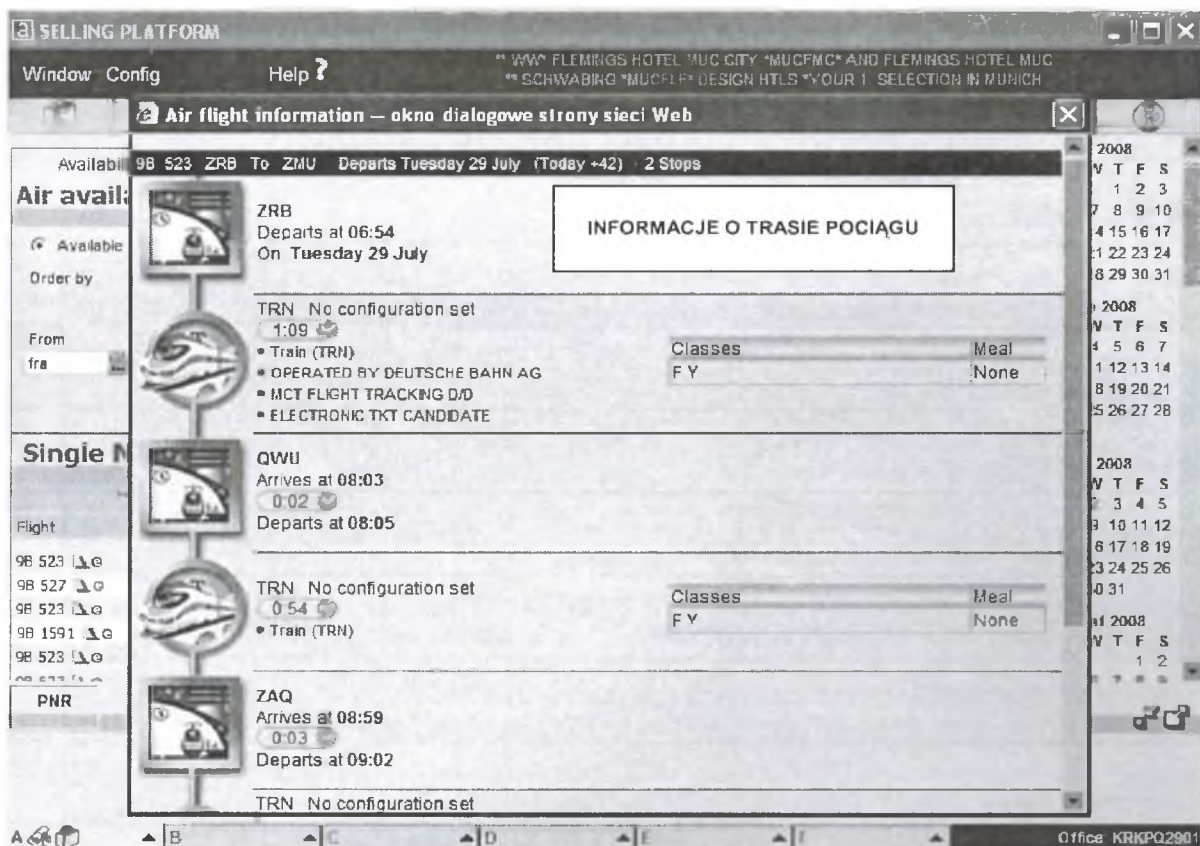 SELLING PLATFORM
Window Config Help ?
** WW* FLEMINGS HOTEL MUC CITY *MUCFMC* AND FLEMINGS HOTEL MUC
** SCHWABING DESIGN HTLS *YOUR 1. SELECTION IN MUNICH
Air flight information – okno dialogowe strony sieci Web
9B 523 ZRB To ZMU Departs Tuesday 29 July (Today +42) 2 Stops
ZRB
Departs at 06:54
On Tuesday 29 July
INFORMACJE O TRASIE POCIĄGU
TRN No configuration set
1:09
• Train (TRN)
• OPERATED BY DEUTSCHE BAHN AG
• MCT FLIGHT TRACKING D/D
• ELECTRONIC TKT CANDIDATE
Classes Meal
F Y None
QWU
Arrives at 08:03
0:02
Departs at 08:05
TRN No configuration set
0:54
• Train (TRN)
Classes Meal
F Y None
ZAQ
Arrives at 08:59
0:03
Departs at 09:02
TRN No configuration set
Availabil
Air availa
Available
Order by
From
fra
Single N
Flight
9B 523
9B 527
9B 523
9B 1591
9B 523
PNR
2008
T F S
1 2 3
8 9 10
15 16 17
22 23 24
29 30 31
2008
T F S
5 6 7
12 13 14
19 20 21
26 27 28
2008
T F S
3 4 5
10 11 12
17 18 19
24 25 26
31
2008
T F S
1 2
A B C D E F
Office: KRKPQ2901